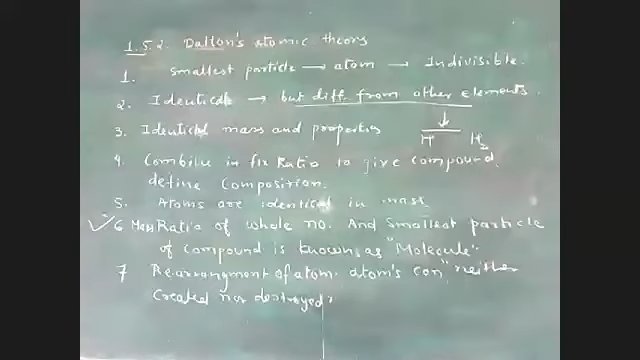 1.5.2. Dalton's atomic theory
1. Smallest particle → atom → Indivisible.
2. Identical → but diff. from other elements.
3. Identical mass and properties H H2
4. Combine in fix Ratio to give compound.
define composition.
5. Atoms are identical in mass
✓6 Mass Ratio of whole no. And smallest particle
of compound is known as "Molecule".
7 Rearrangment of atom. atom's can neither
created nor destroyed